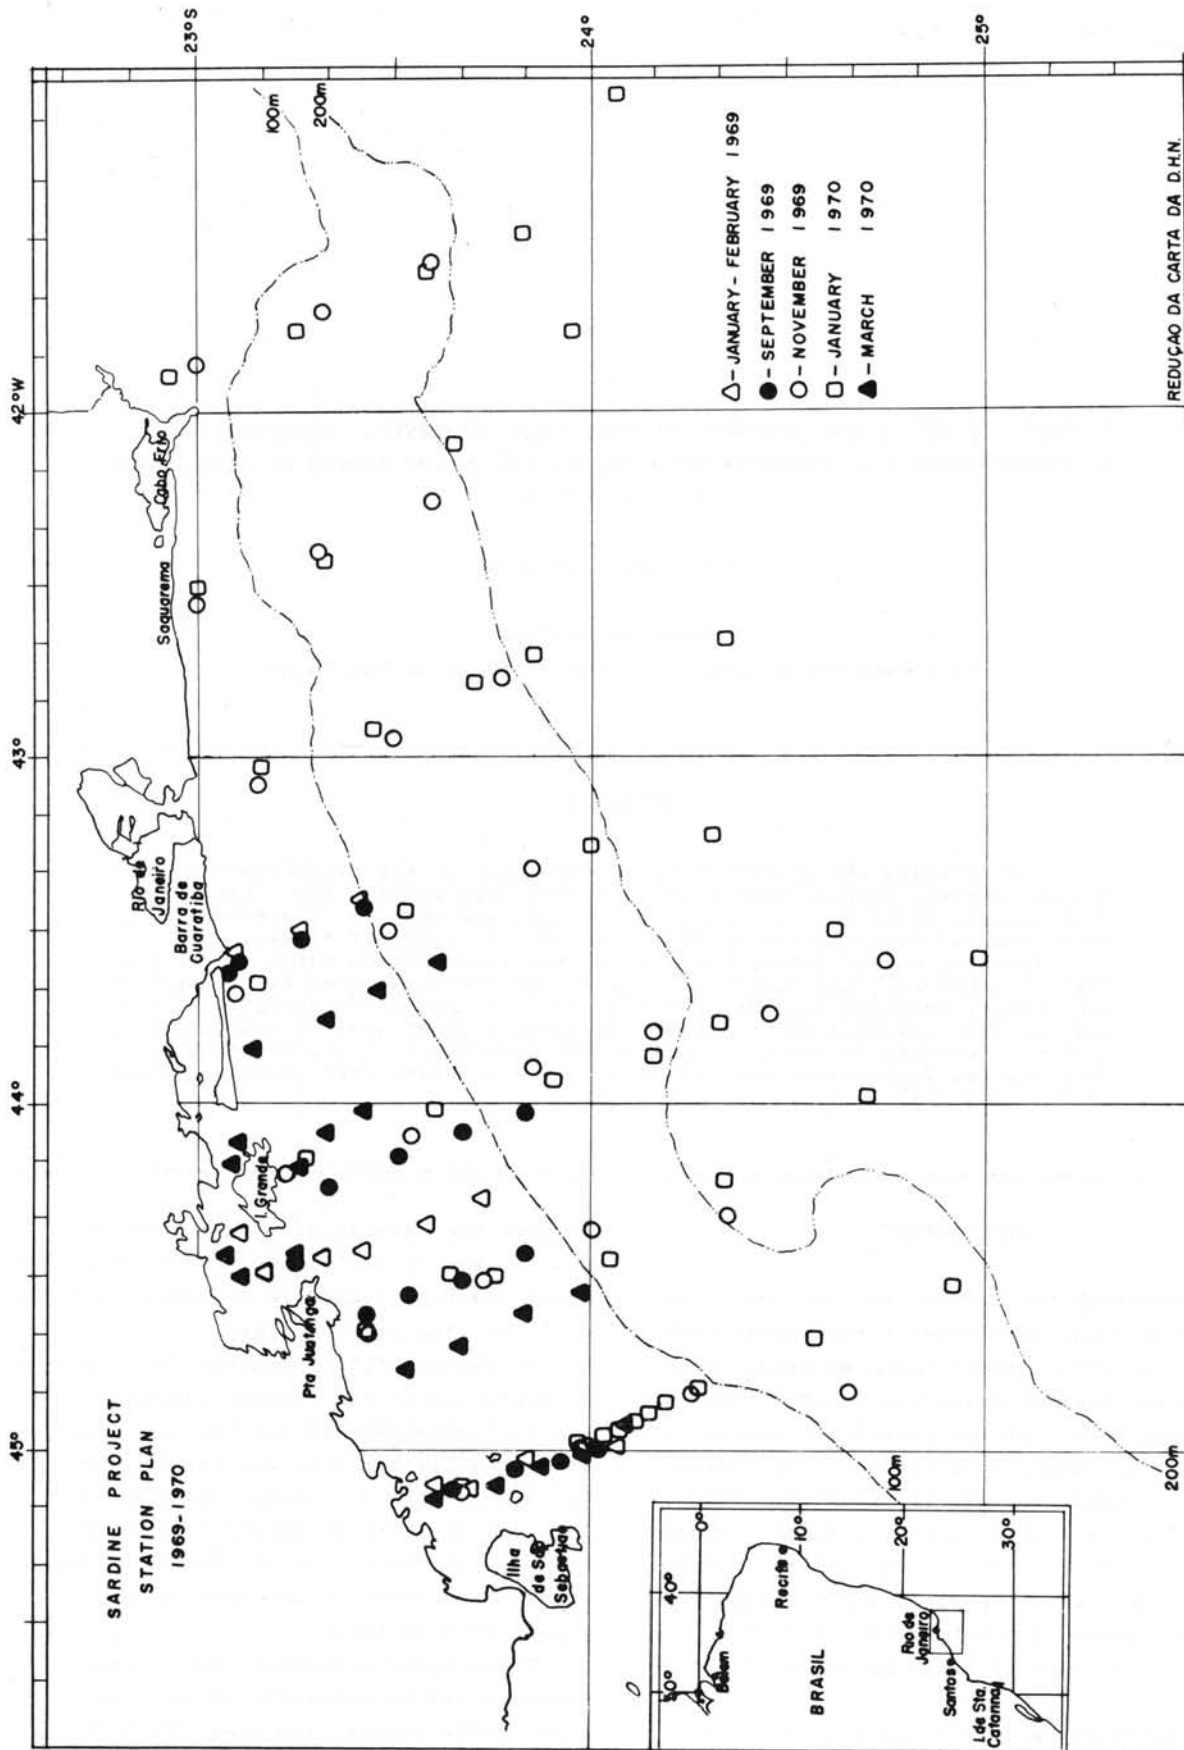 SARDINE PROJECT
STATION PLAN
1969-1970
45°
44°
43°
42°W
23°S
24°
25°
Ilha
de São
Sebastião
Pta Juatinga
I. Grande
Barra de
Guaratiba
Rio de
Janeiro
Saquarema
Cabo Frio
100m
200m
100m
200m
△ - JANUARY - FEBRUARY 1969
● - SEPTEMBER 1969
○ - NOVEMBER 1969
□ - JANUARY 1970
▲ - MARCH 1970
50°
40°
0°
10°
20°
30°
Belem
Recife
BRASIL
Rio de
Janeiro
Santos
I. de Sta.
Catarina
REDUÇAO DA CARTA DA D.H.N.